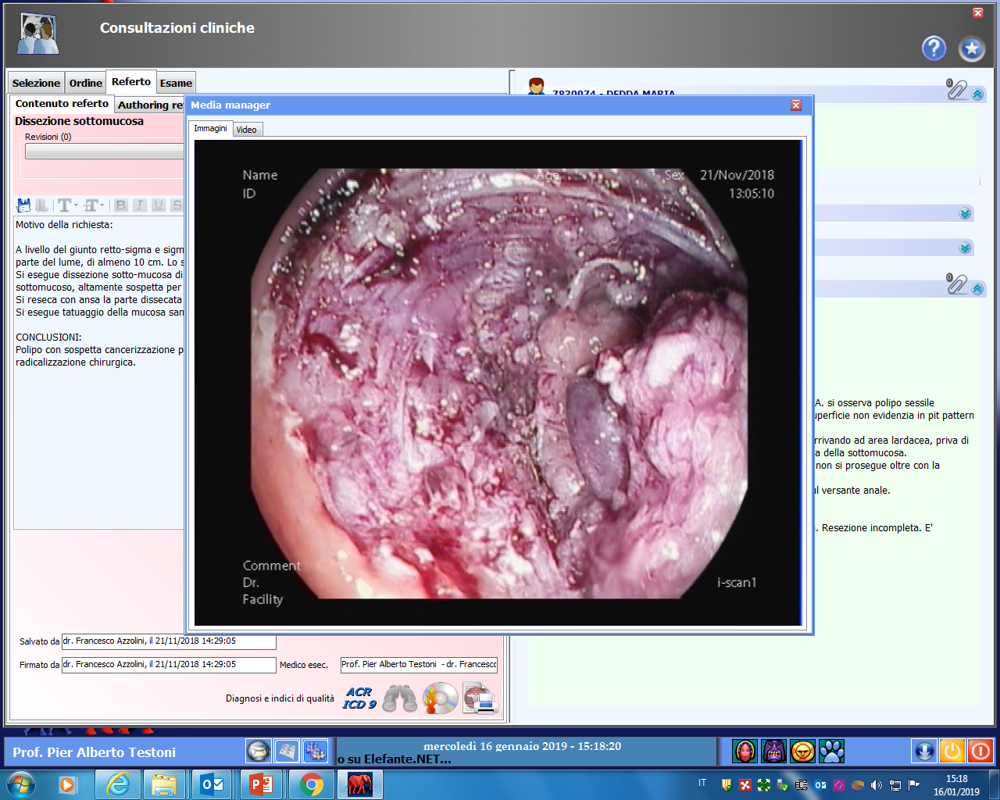 Consultazioni cliniche
Selezione
Ordine
Referto
Esame
Contenuto referto
Authoring
Dissezione sottomucosa
Revisioni (0)
Motivo della richiesta:
A livello del giunto retto-sigma e
parte del lume, di almeno 10 cm. Lo
Si esegue dissezione sotto-mucosa di
sottomucoso, altamente sospetta per
Si reseca con ansa la parte dissecata
Si esegue tatuaggio della mucosa
CONCLUSIONI:
Polipo con sospetta cancerizzazione
radicalizzazione chirurgica.
Salvato da dr. Francesco Azzolini, il 21/11/2018 14:29:05
Firmato da dr. Francesco Azzolini, il 21/11/2018 14:29:05
Medico esec. Prof. Pier Alberto Testoni - dr.
Diagnosi e indici di qualità
ACR
ICD 9
Media manager
Immagini
Video
Name
Age
Sex
21/Nov/2018
ID
13:05:10
Comment
Dr.
Facility
i-scan1
7830974 - DEDDA MARIA
0
0
A. si osserva polipo sessile
non evidenzia in pit pattern
ad area lardacea, priva di
della sottomucosa.
non si prosegue oltre con la
versante anale.
Resezione incompleta. E'
Prof. Pier Alberto Testoni
mercoledì 16 gennaio 2019 - 15:18:20
o su Elefante.NET...
IT
15:18
16/01/2019